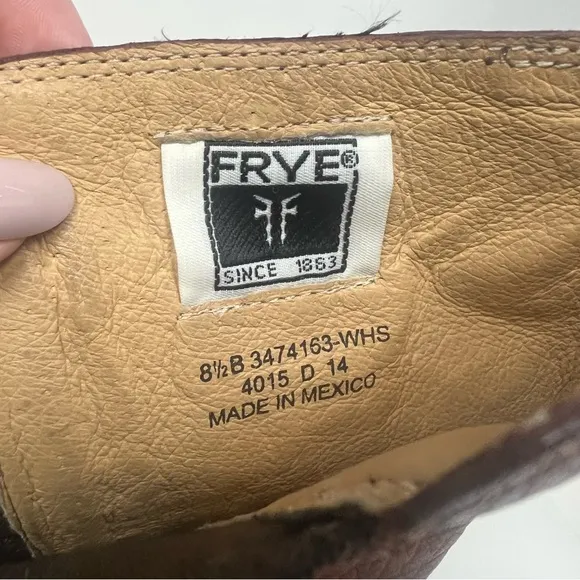 FRYE®
SINCE 1863
8½B 3474163-WHS
4015 D 14
MADE IN MEXICO